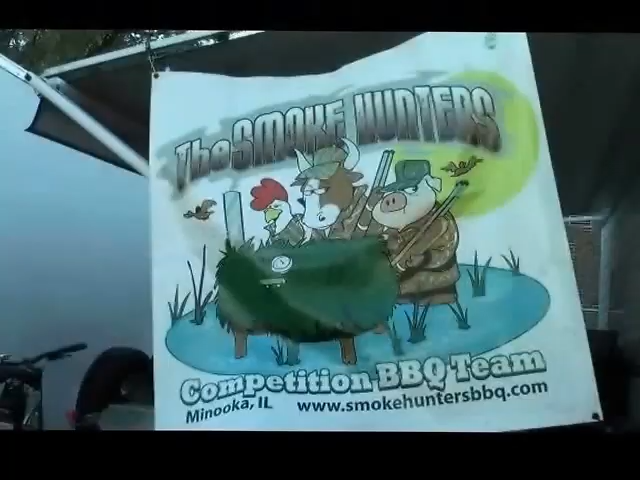 The SMOKE HUNTERS
Competition BBQ Team
Minooka, IL www.smokehuntersbbq.com